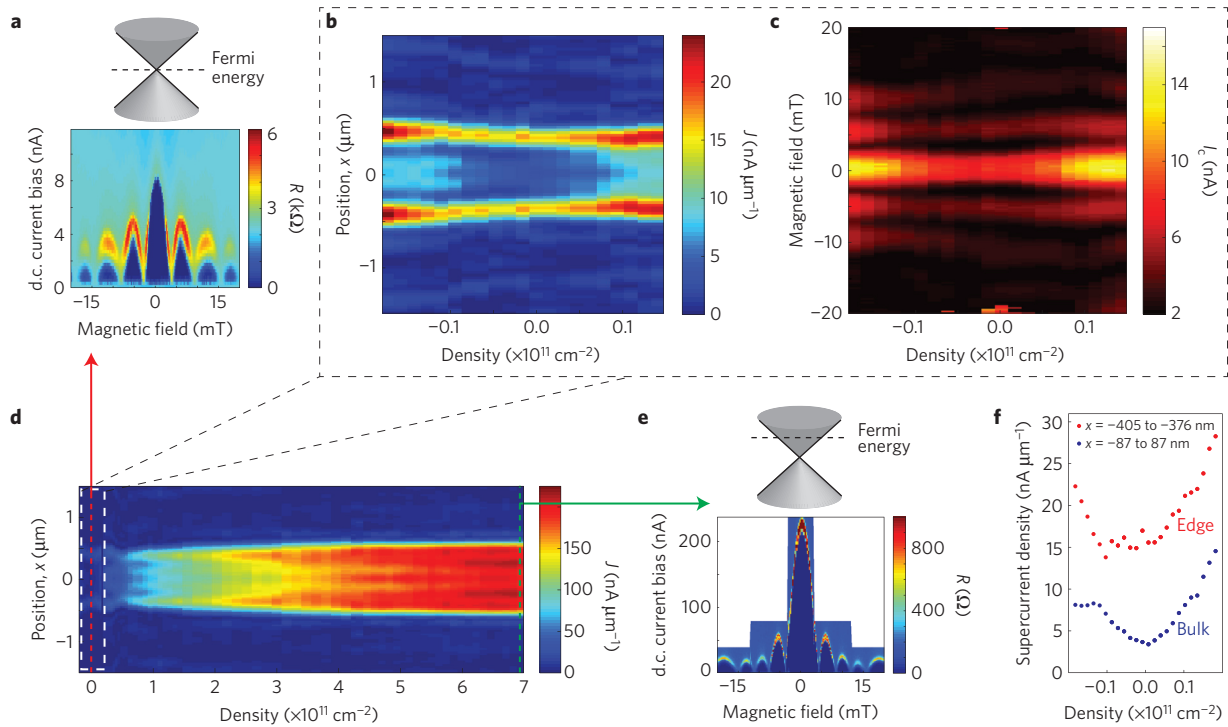 a
Fermi
energy
d.c. current bias (nA)
8
4
0
−15 0 15
Magnetic field (mT)
6
3
0
R (kΩ)
b
Position, x (μm)
1
0
−1
−0.1 0.0 0.1
Density (×10¹¹ cm⁻²)
20
15
10
5
0
J (nA μm⁻¹)
c
Magnetic field (mT)
20
10
0
−10
−20
−0.1 0.0 0.1
Density (×10¹¹ cm⁻²)
16
14
12
10
8
6
4
2
I_c (nA)
d
Position, x (μm)
1
0
−1
0 1 2 3 4 5 6 7
Density (×10¹¹ cm⁻²)
150
100
50
0
J (nA μm⁻¹)
e
Fermi
energy
d.c. current bias (nA)
200
100
0
−15 0 15
Magnetic field (mT)
800
400
0
R (Ω)
f
Supercurrent density (nA μm⁻¹)
30
25
20
15
10
5
0
x = −405 to −376 nm
x = −87 to 87 nm
Edge
Bulk
−0.1 0.0 0.1
Density (×10¹¹ cm⁻²)